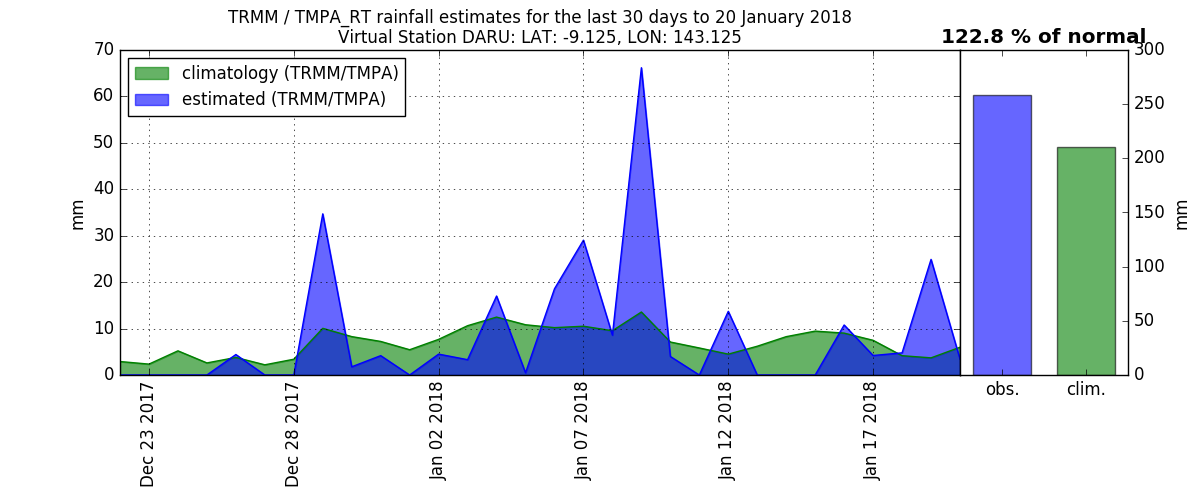 TRMM / TMPA_RT rainfall estimates for the last 30 days to 20 January 2018
Virtual Station DARU: LAT: -9.125, LON: 143.125
122.8 % of normal
climatology (TRMM/TMPA)
estimated (TRMM/TMPA)
70
60
50
40
30
20
10
0
mm
Dec 23 2017
Dec 28 2017
Jan 02 2018
Jan 07 2018
Jan 12 2018
Jan 17 2018
obs.
clim.
300
250
200
150
100
50
0
mm